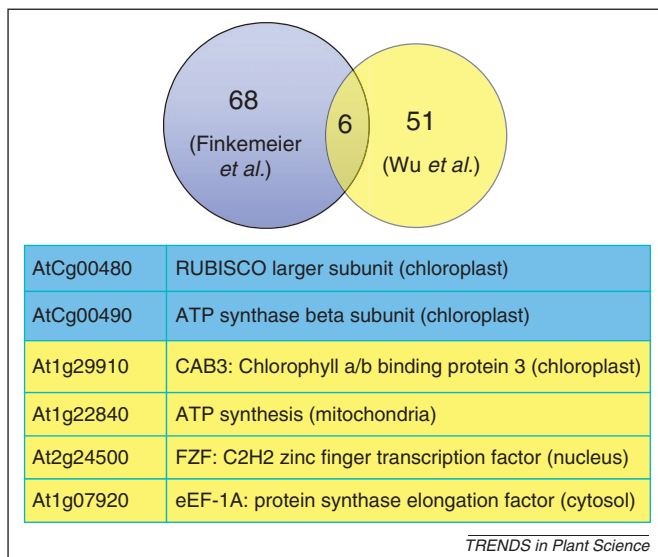 68
(Finkemeier
et al.)
6
51
(Wu et al.)
AtCg00480 RUBISCO larger subunit (chloroplast)
AtCg00490 ATP synthase beta subunit (chloroplast)
At1g29910 CAB3: Chlorophyll a/b binding protein 3 (chloroplast)
At1g22840 ATP synthesis (mitochondria)
At2g24500 FZF: C2H2 zinc finger transcription factor (nucleus)
At1g07920 eEF-1A: protein synthase elongation factor (cytosol)
TRENDS in Plant Science